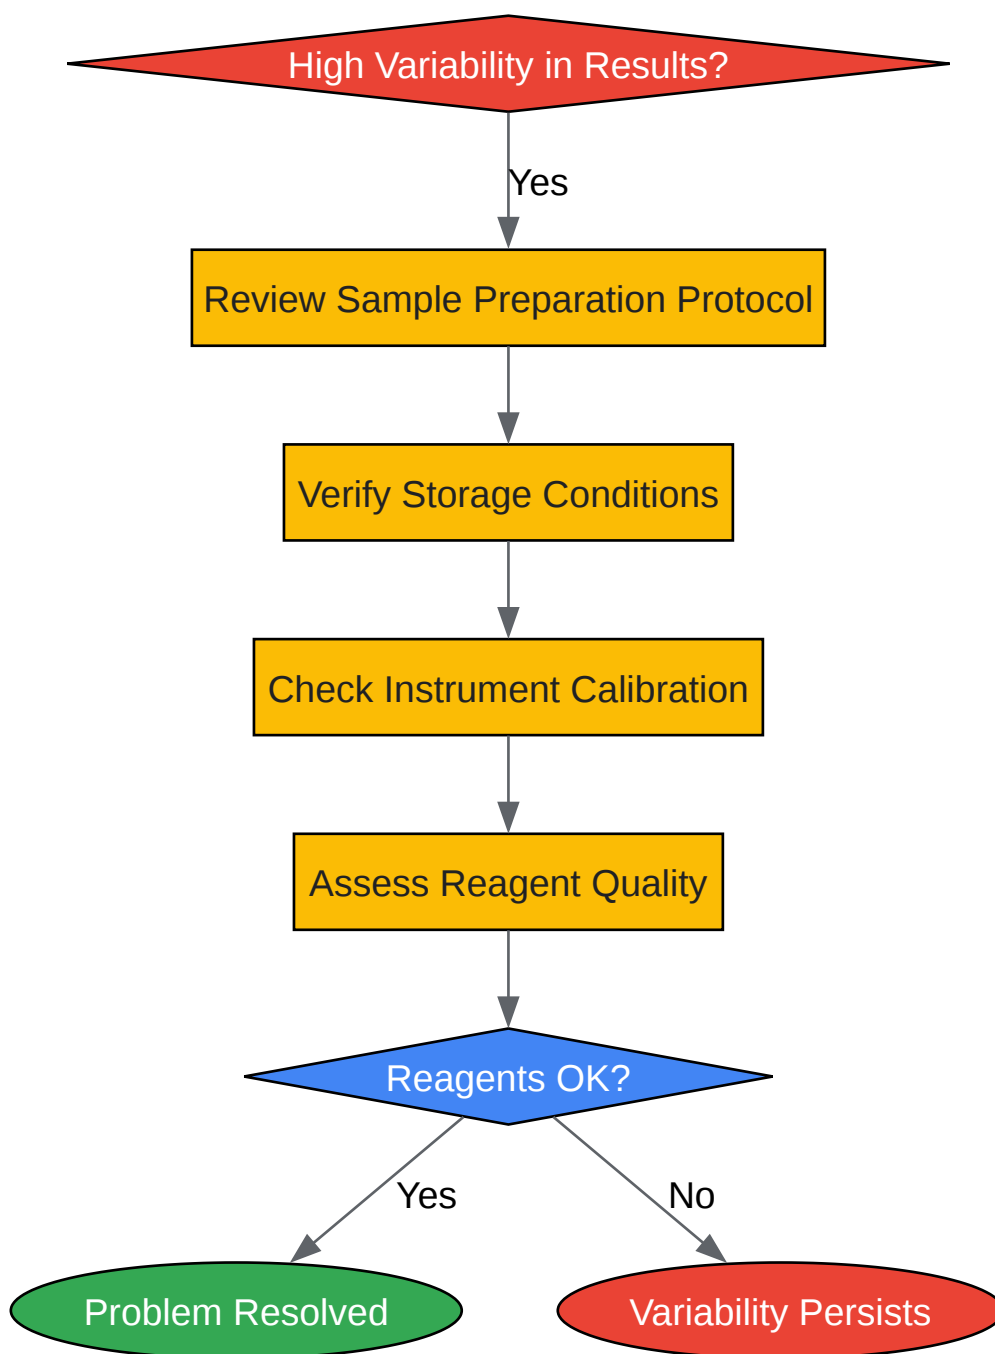 High Variability in Results?
Yes
Review Sample Preparation Protocol
Verify Storage Conditions
Check Instrument Calibration
Assess Reagent Quality
Reagents OK?
Yes
No
Problem Resolved
Variability Persists